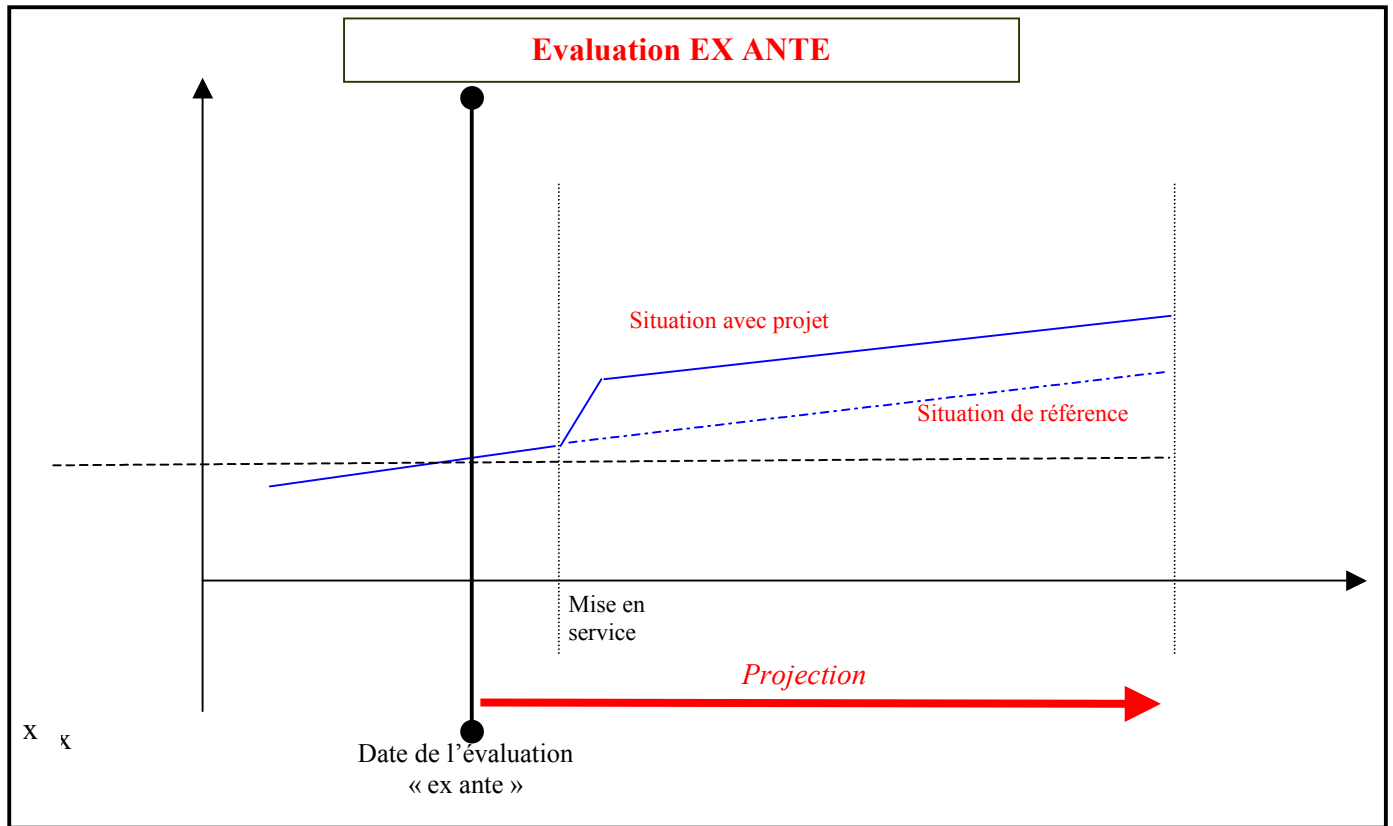 Evaluation EX ANTE
Situation avec projet
Situation de référence
Mise en
service
Projection
x x
Date de l’évaluation
« ex ante »